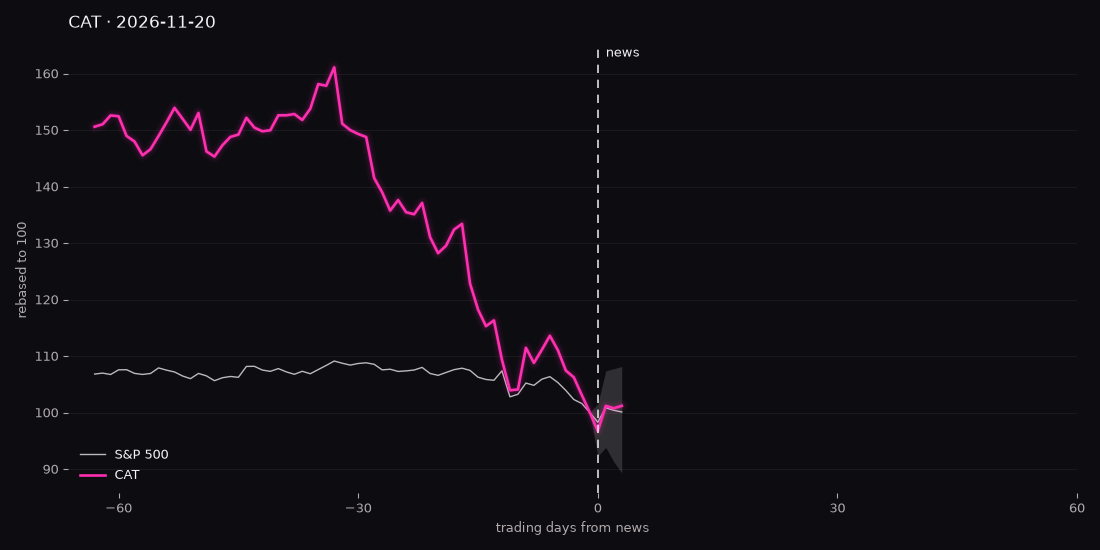 CAT · 2026-11-20
news
160
150
140
130
120
110
100
90
rebased to 100
S&P 500
CAT
−60
−30
0
30
60
trading days from news